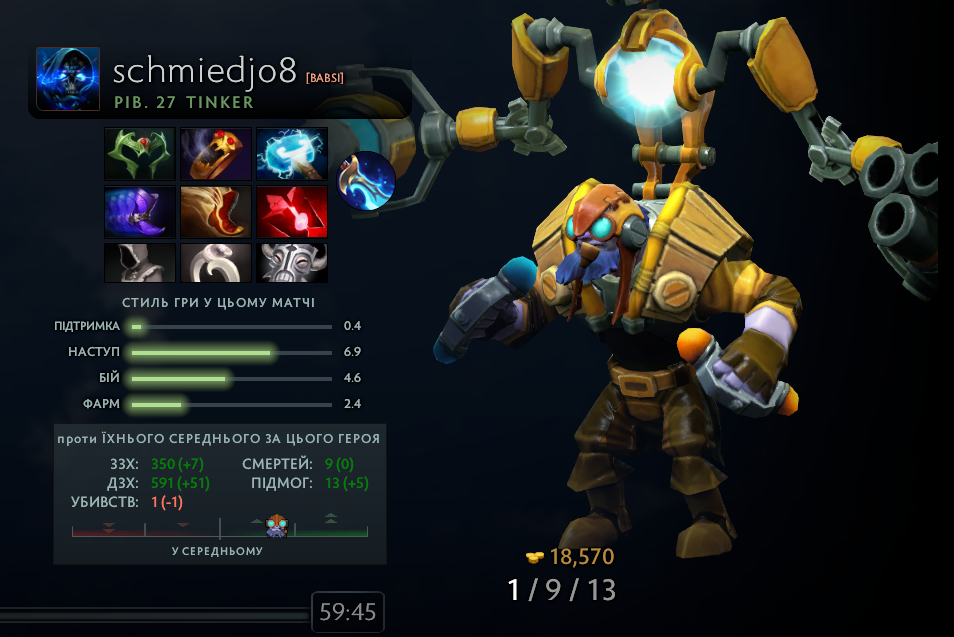 schmiedjo8 [BABSI]
РІВ. 27 TINKER
СТИЛЬ ГРИ У ЦЬОМУ МАТЧІ
ПІДТРИМКА 0.4
НАСТУП 6.9
БІЙ 4.6
ФАРМ 2.4
проти ЇХНЬОГО СЕРЕДНЬОГО ЗА ЦЬОГО ГЕРОЯ
ЗЗХ: 350 (+7) СМЕРТЕЙ: 9 (0)
ДЗХ: 591 (+51) ПІДМОГ: 13 (+5)
УБИВСТВ: 1 (-1)
У СЕРЕДНЬОМУ
18,570
1 / 9 / 13
59:45